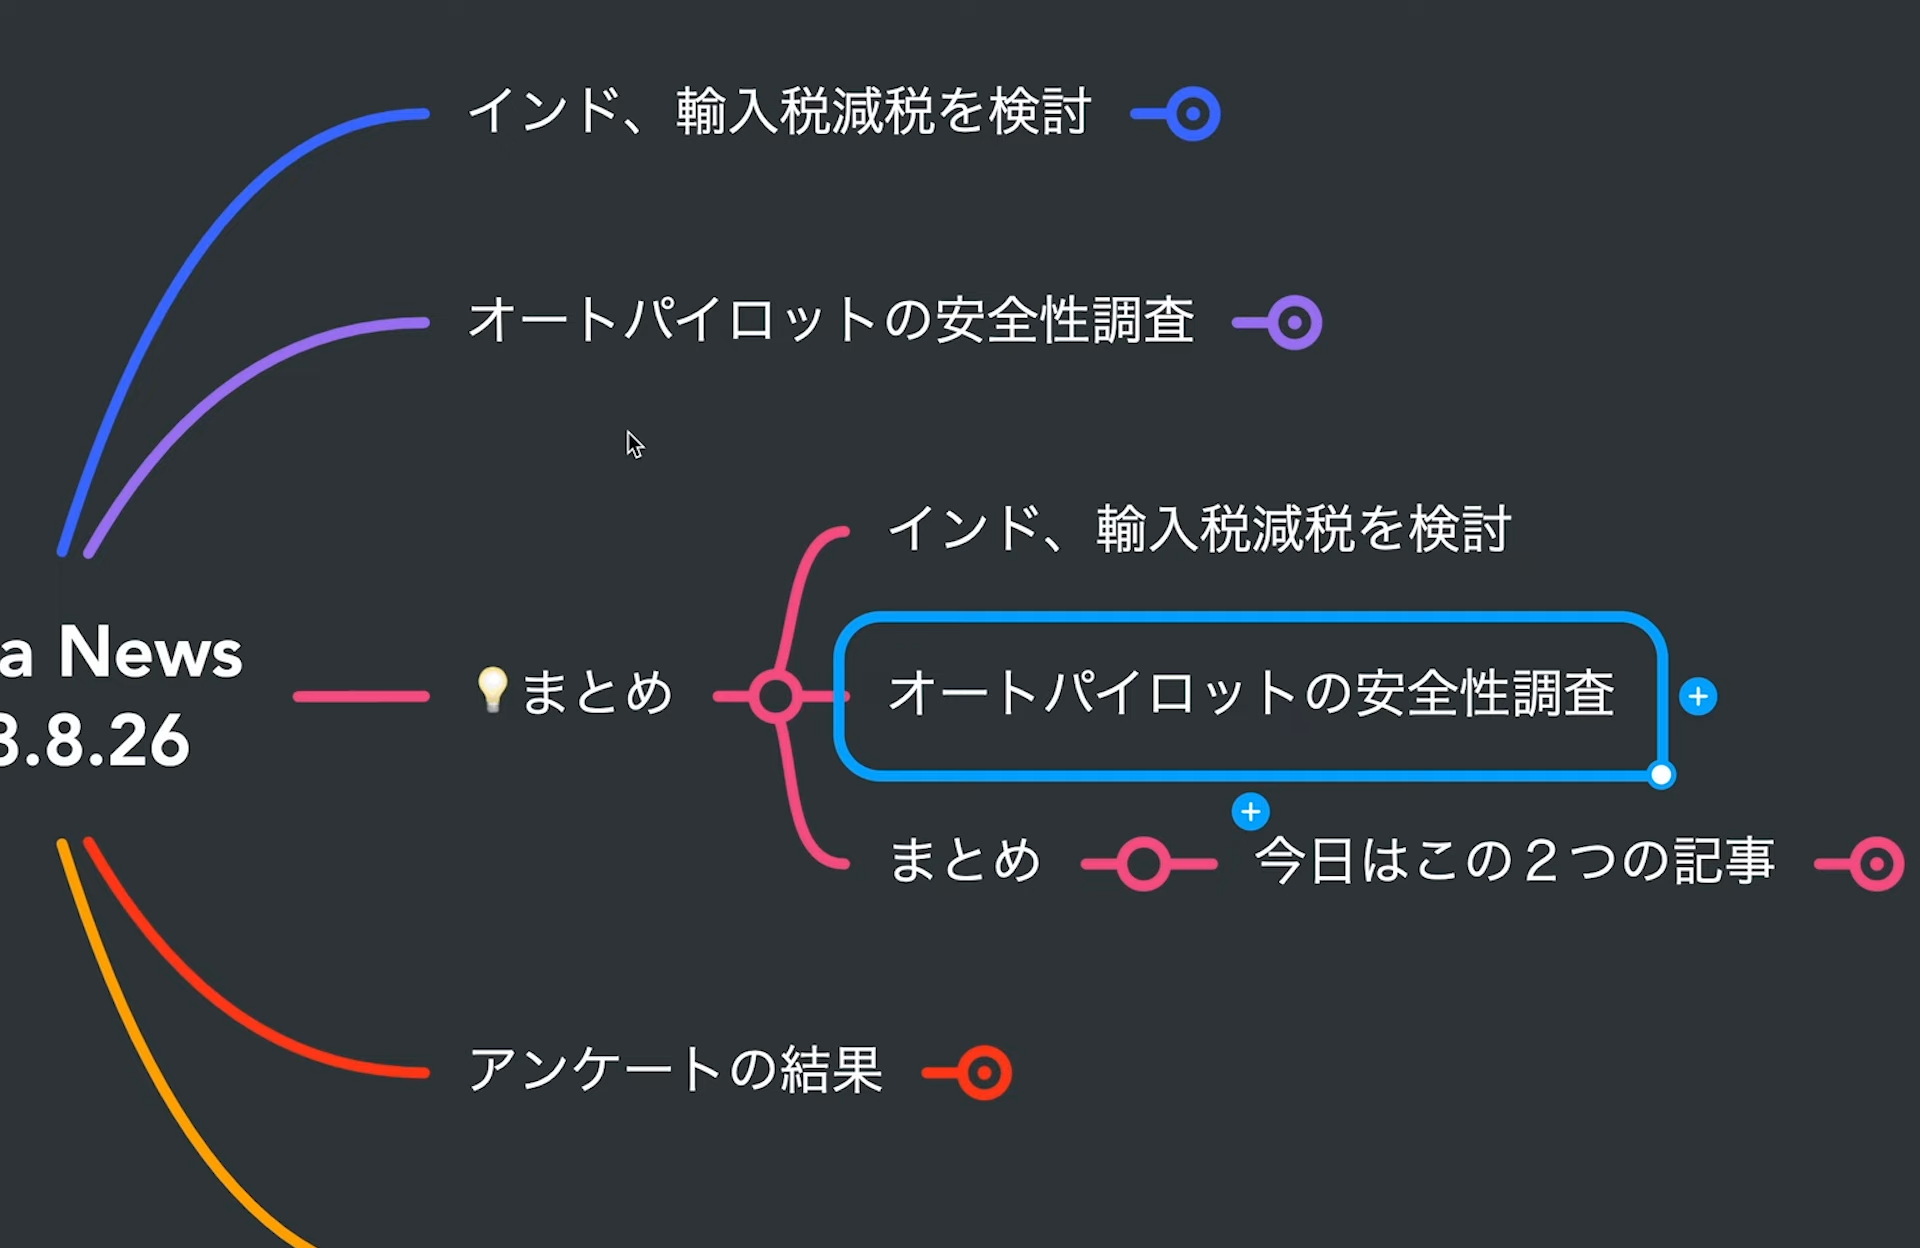 インド、輸入税減税を検討
オートパイロットの安全性調査
インド、輸入税減税を検討
a News
3.8.26
💡まとめ
オートパイロットの安全性調査
まとめ
今日はこの２つの記事
アンケートの結果